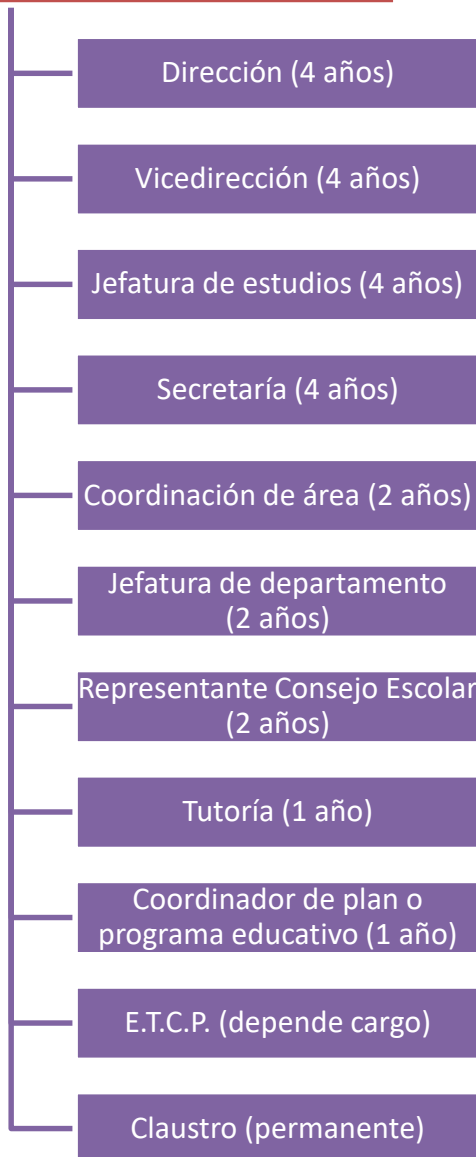 Dirección (4 años)
Vicedirección (4 años)
Jefatura de estudios (4 años)
Secretaría (4 años)
Coordinación de área (2 años)
Jefatura de departamento
(2 años)
Representante Consejo Escolar
(2 años)
Tutoría (1 año)
Coordinador de plan o
programa educativo (1 año)
E.T.C.P. (depende cargo)
Claustro (permanente)